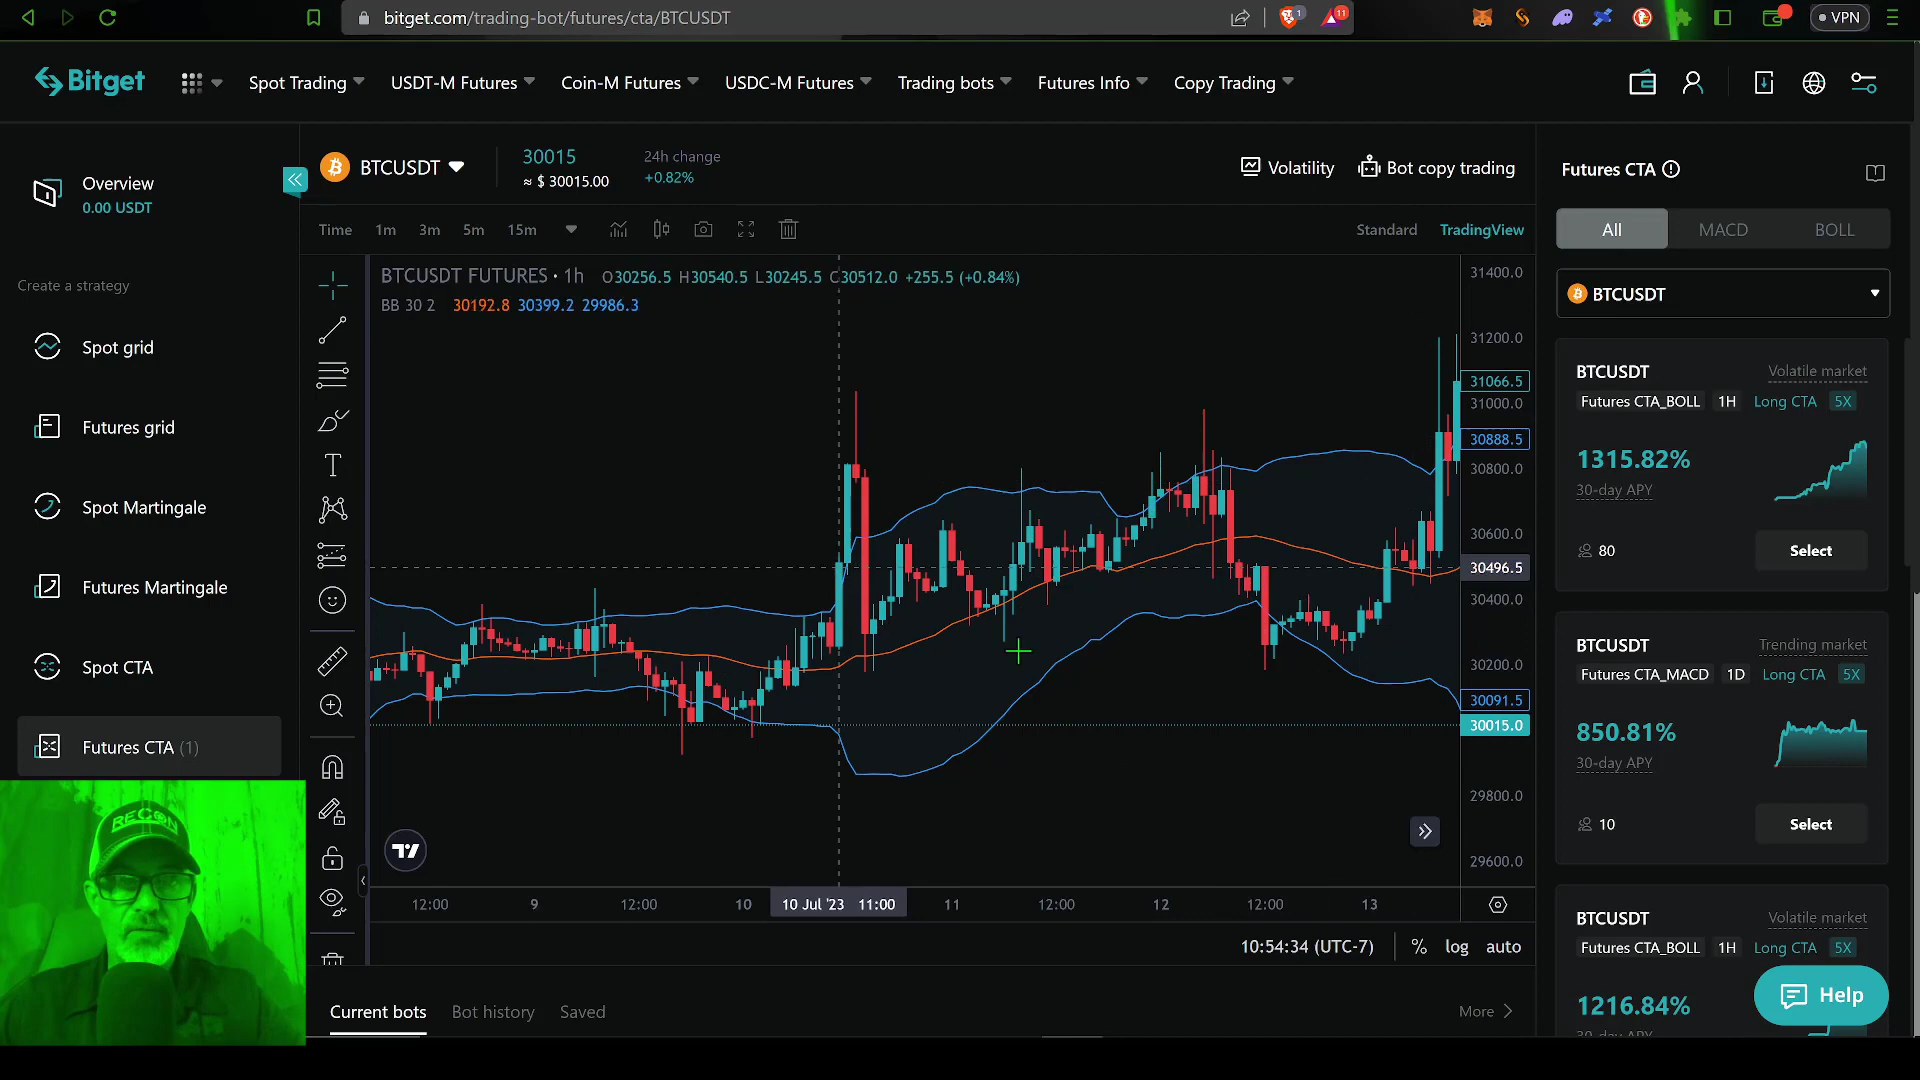 bitget.com/trading-bot/futures/cta/BTCUSDT
1
11
VPN
Bitget
Spot Trading
USDT-M Futures
Coin-M Futures
USDC-M Futures
Trading bots
Futures Info
Copy Trading
Overview
0.00 USDT
Create a strategy
Spot grid
Futures grid
Spot Martingale
Futures Martingale
Spot CTA
Futures CTA (1)
RECON
BTCUSDT
30015
≈ $ 30015.00
24h change
+0.82%
Volatility
Bot copy trading
Time 1m 3m 5m 15m
Standard TradingView
BTCUSDT FUTURES · 1h O30256.5 H30540.5 L30245.5 C30512.0 +255.5 (+0.84%)
BB 30 2 30192.8 30399.2 29986.3
31400.0
31200.0
31066.5
31000.0
30888.5
30800.0
30600.0
30496.5
30400.0
30200.0
30091.5
30015.0
29800.0
29600.0
12:00 9 12:00 10 10 Jul '23 11:00 11 12:00 12 12:00 13
10:54:34 (UTC-7) % log auto
Current bots Bot history Saved More
Futures CTA
All MACD BOLL
BTCUSDT
BTCUSDT Volatile market
Futures CTA_BOLL 1H Long CTA 5X
1315.82%
30-day APY
80 Select
BTCUSDT Trending market
Futures CTA_MACD 1D Long CTA 5X
850.81%
30-day APY
10 Select
BTCUSDT Volatile market
Futures CTA_BOLL 1H Long CTA 5X
1216.84%
30-day APY
Help